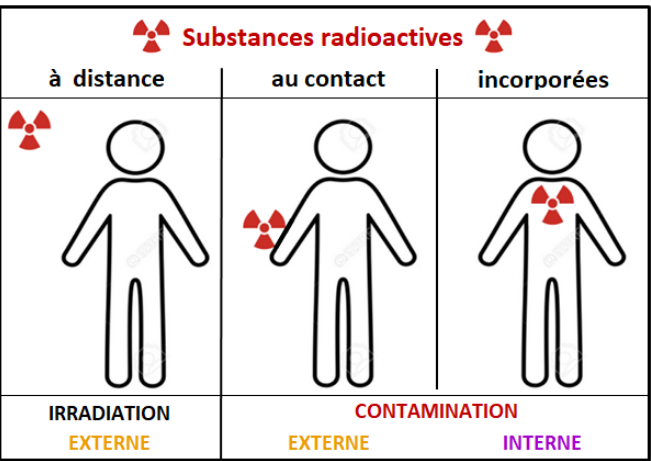 Substances radioactives
à distance
au contact
incorporées
IRRADIATION
EXTERNE
CONTAMINATION
EXTERNE
INTERNE